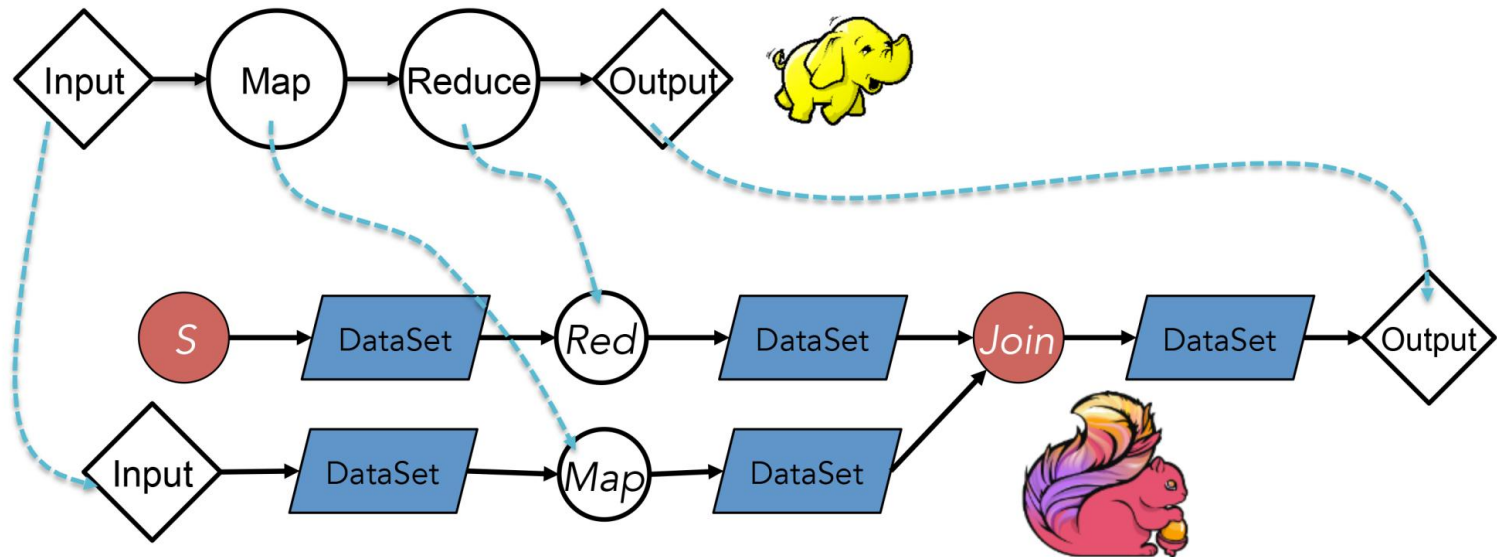 Input
Map
Reduce
Output
S
DataSet
Red
DataSet
Join
DataSet
Output
Input
DataSet
Map
DataSet